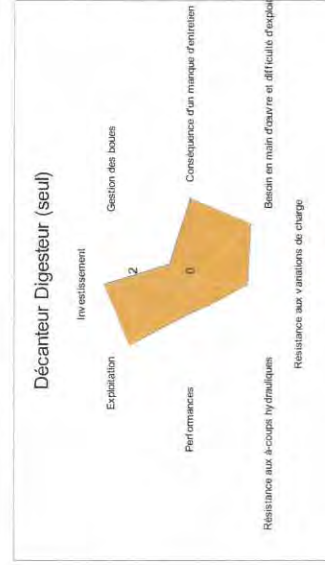 Décanteur Digesteur (seul)
Investissement
Exploitation
Gestion des boues
2
0
Performances
Conséquence d'un manque d'entretien
Résistance aux à-coups hydrauliques
Besoin en main d'œuvre et difficulté d'exploi
Résistance aux variations de charge